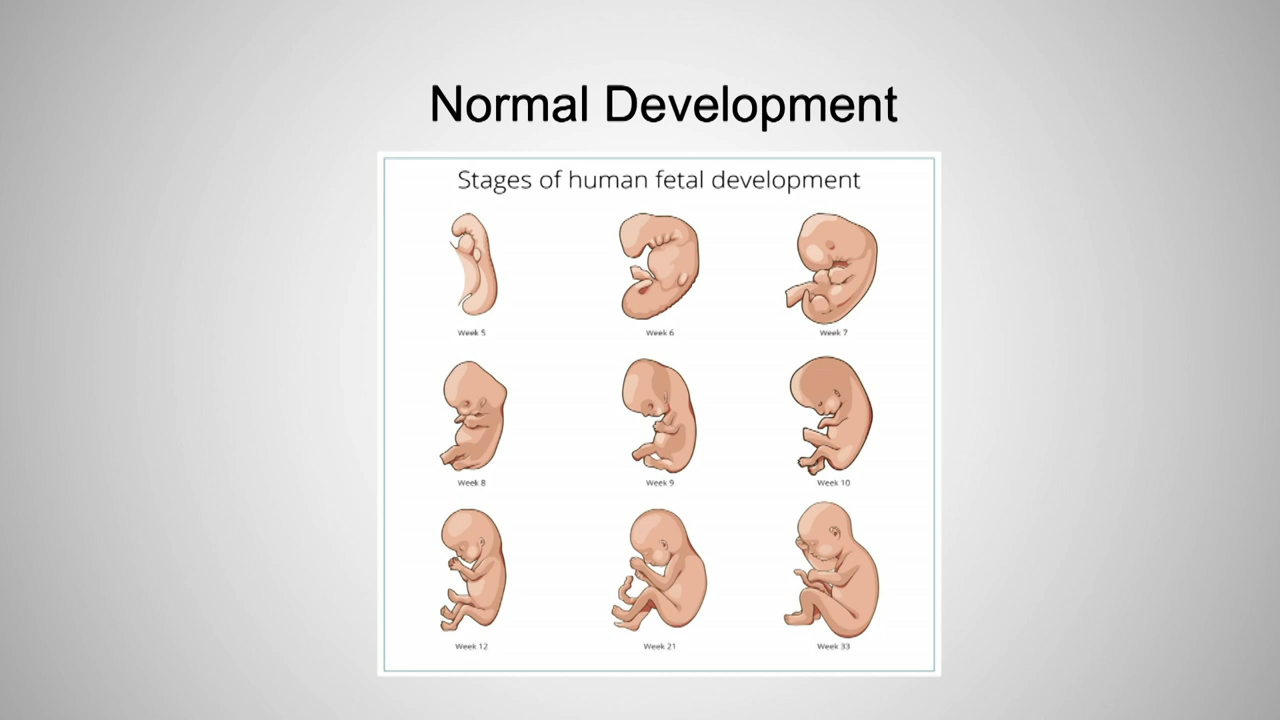 Normal Development
Stages of human fetal development
Week 5
Week 6
Week 7
Week 8
Week 9
Week 10
Week 12
Week 21
Week 33